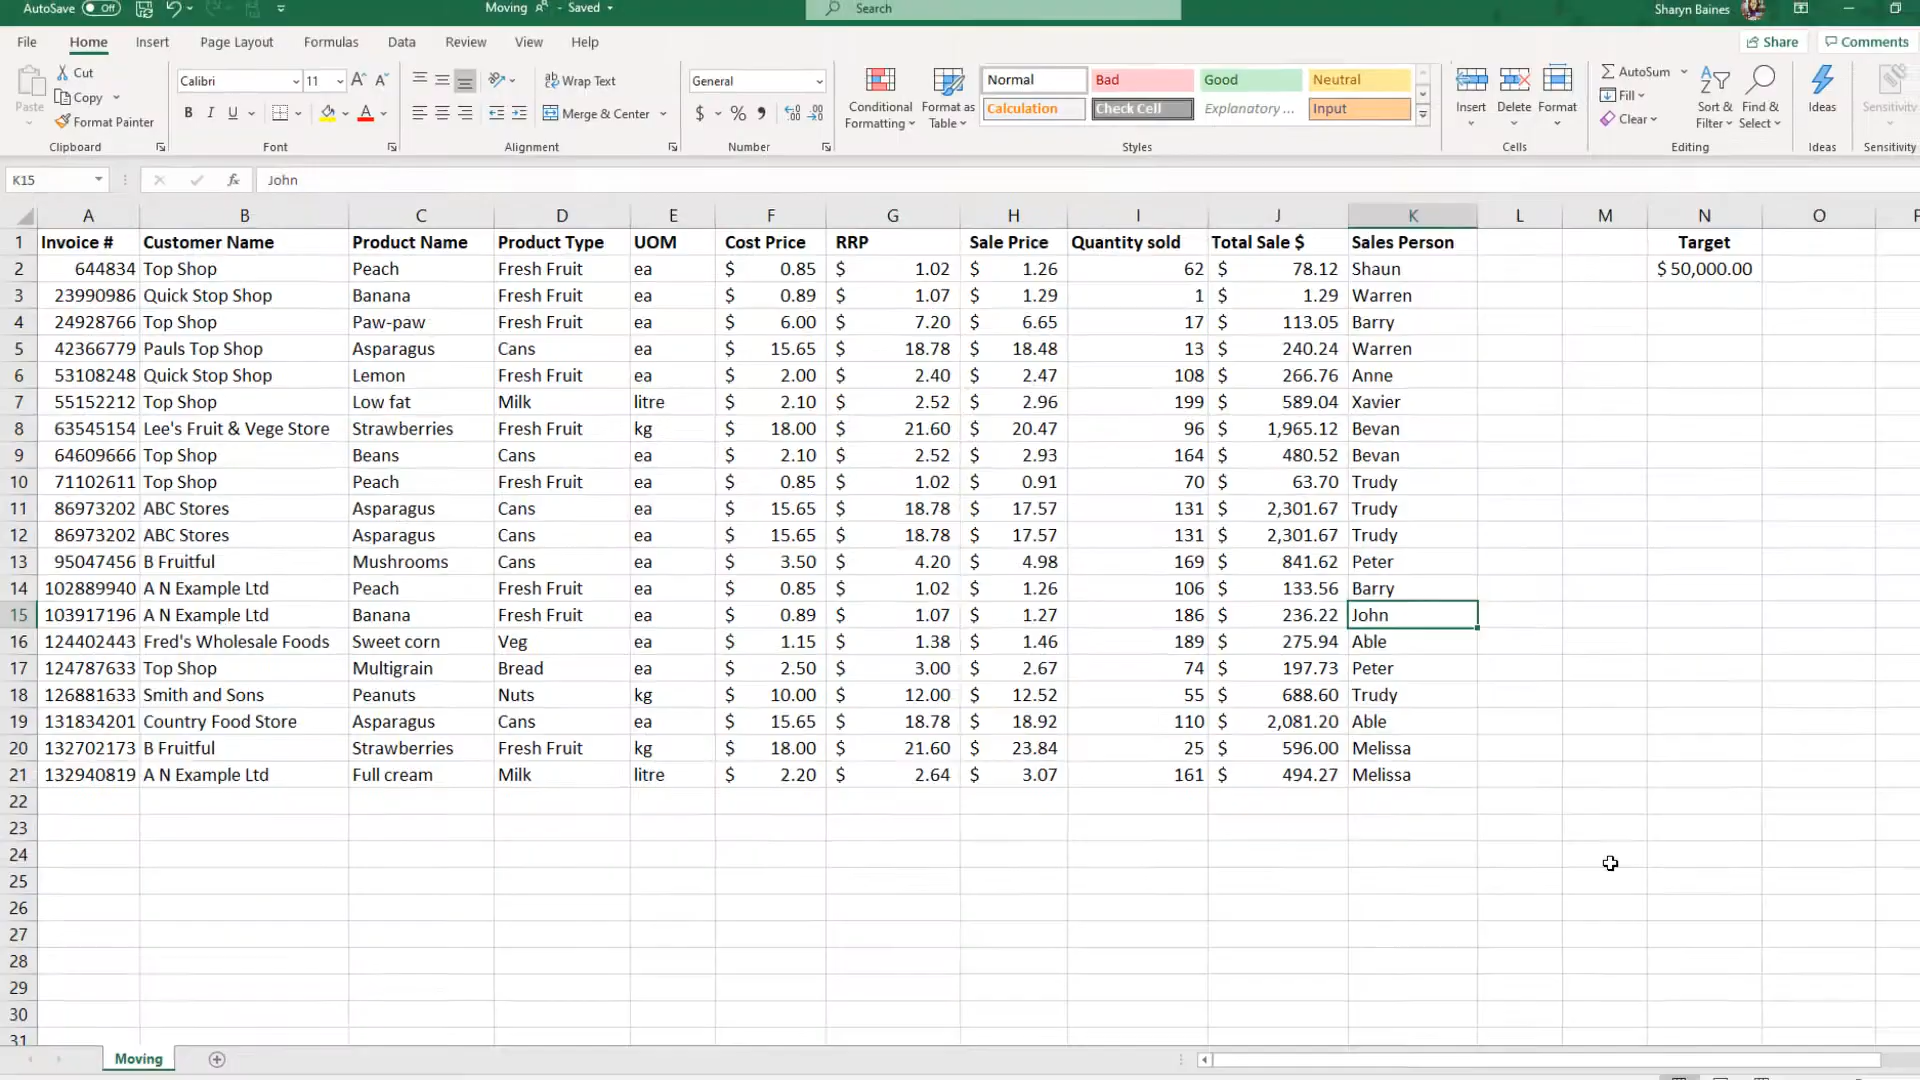 AutoSave Off Moving - Saved Search Sharyn Baines
File Home Insert Page Layout Formulas Data Review View Help Share Comments
Paste Cut Copy Format Painter Clipboard
Calibri 11 B I U Font
Wrap Text Merge & Center Alignment
General $ % Number
Conditional Formatting Format as Table
Normal Bad Good Neutral
Calculation Check Cell Explanatory ... Input
Styles
Insert Delete Format Cells
AutoSum Fill Clear Sort & Filter Find & Select Editing
Ideas Ideas
Sensitivity Sensitivity
K15 fx John
A B C D E F G H I J K L M N O
1 Invoice # Customer Name Product Name Product Type UOM Cost Price RRP Sale Price Quantity sold Total Sale $ Sales Person Target
2 644834 Top Shop Peach Fresh Fruit ea $ 0.85 $ 1.02 $ 1.26 62 $ 78.12 Shaun $ 50,000.00
3 23990986 Quick Stop Shop Banana Fresh Fruit ea $ 0.89 $ 1.07 $ 1.29 1 $ 1.29 Warren
4 24928766 Top Shop Paw-paw Fresh Fruit ea $ 6.00 $ 7.20 $ 6.65 17 $ 113.05 Barry
5 42366779 Pauls Top Shop Asparagus Cans ea $ 15.65 $ 18.78 $ 18.48 13 $ 240.24 Warren
6 53108248 Quick Stop Shop Lemon Fresh Fruit ea $ 2.00 $ 2.40 $ 2.47 108 $ 266.76 Anne
7 55152212 Top Shop Low fat Milk litre $ 2.10 $ 2.52 $ 2.96 199 $ 589.04 Xavier
8 63545154 Lee's Fruit & Vege Store Strawberries Fresh Fruit kg $ 18.00 $ 21.60 $ 20.47 96 $ 1,965.12 Bevan
9 64609666 Top Shop Beans Cans ea $ 2.10 $ 2.52 $ 2.93 164 $ 480.52 Bevan
10 71102611 Top Shop Peach Fresh Fruit ea $ 0.85 $ 1.02 $ 0.91 70 $ 63.70 Trudy
11 86973202 ABC Stores Asparagus Cans ea $ 15.65 $ 18.78 $ 17.57 131 $ 2,301.67 Trudy
12 86973202 ABC Stores Asparagus Cans ea $ 15.65 $ 18.78 $ 17.57 131 $ 2,301.67 Trudy
13 95047456 B Fruitful Mushrooms Cans ea $ 3.50 $ 4.20 $ 4.98 169 $ 841.62 Peter
14 102889940 A N Example Ltd Peach Fresh Fruit ea $ 0.85 $ 1.02 $ 1.26 106 $ 133.56 Barry
15 103917196 A N Example Ltd Banana Fresh Fruit ea $ 0.89 $ 1.07 $ 1.27 186 $ 236.22 John
16 124402443 Fred's Wholesale Foods Sweet corn Veg ea $ 1.15 $ 1.38 $ 1.46 189 $ 275.94 Able
17 124787633 Top Shop Multigrain Bread ea $ 2.50 $ 3.00 $ 2.67 74 $ 197.73 Peter
18 126881633 Smith and Sons Peanuts Nuts kg $ 10.00 $ 12.00 $ 12.52 55 $ 688.60 Trudy
19 131834201 Country Food Store Asparagus Cans ea $ 15.65 $ 18.78 $ 18.92 110 $ 2,081.20 Able
20 132702173 B Fruitful Strawberries Fresh Fruit kg $ 18.00 $ 21.60 $ 23.84 25 $ 596.00 Melissa
21 132940819 A N Example Ltd Full cream Milk litre $ 2.20 $ 2.64 $ 3.07 161 $ 494.27 Melissa
22
23
24
25
26
27
28
29
30
31
Moving